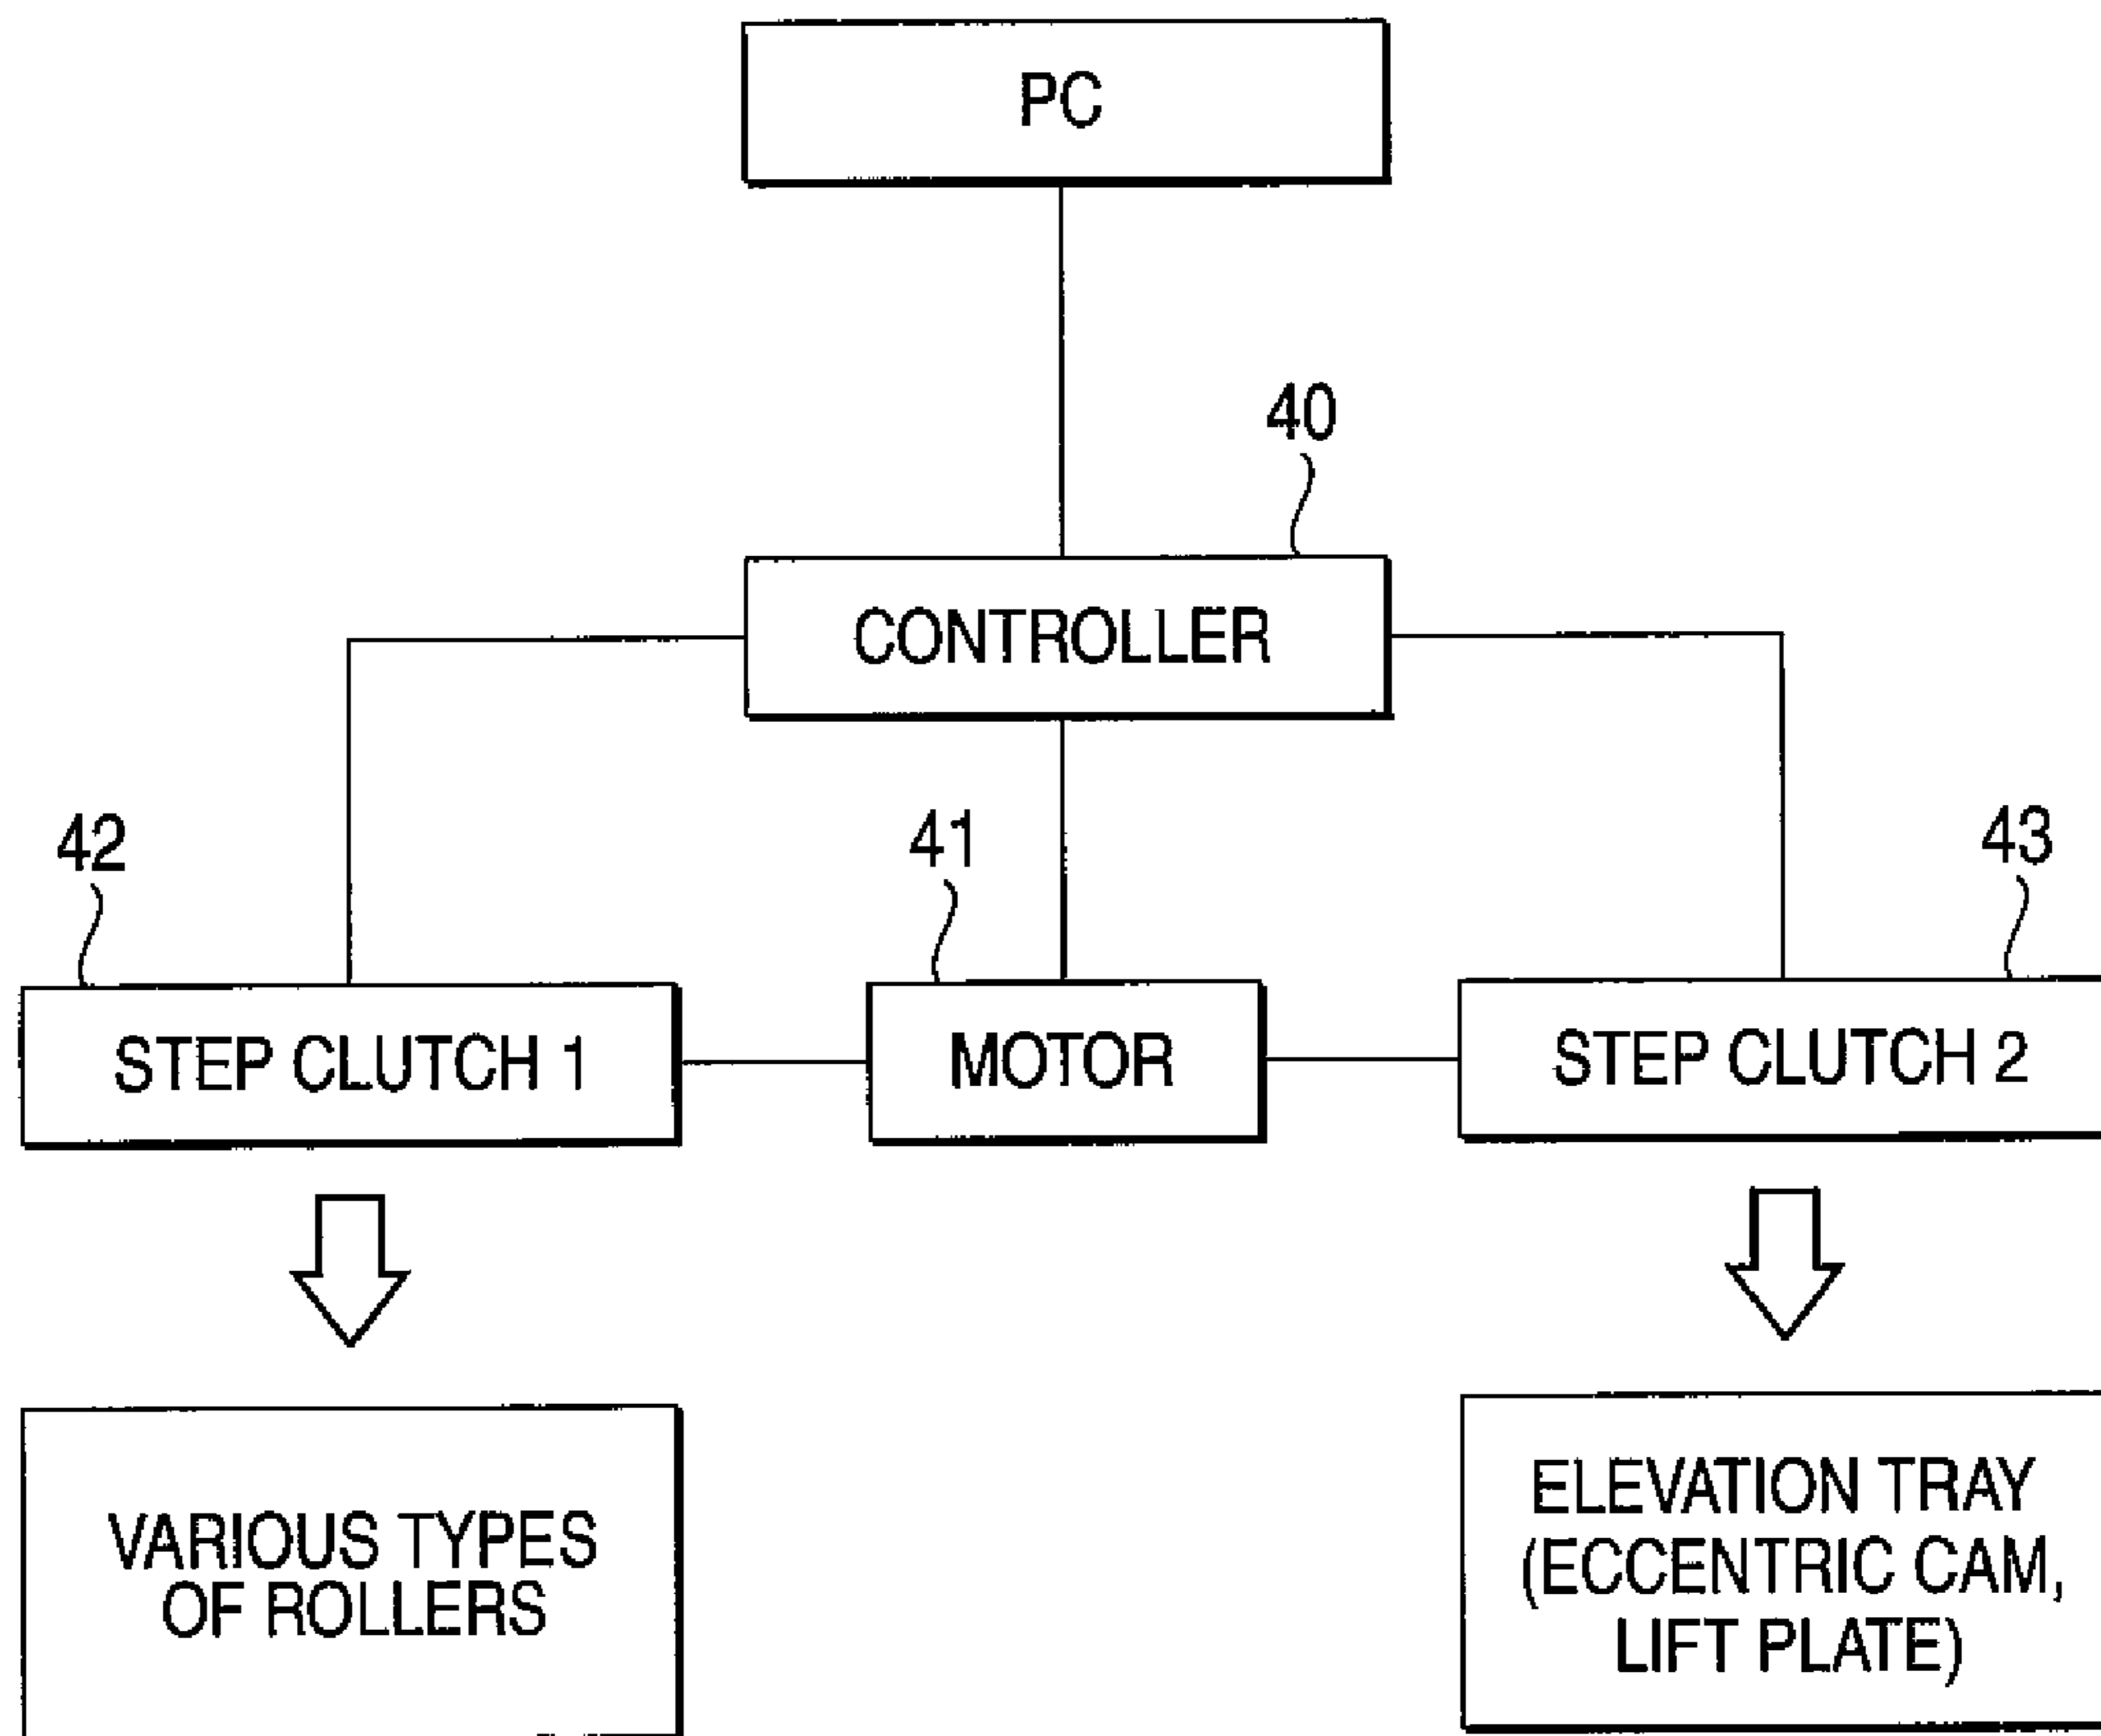 PC
40
CONTROLLER
42
41
43
STEP CLUTCH 1
MOTOR
STEP CLUTCH 2
VARIOUS TYPES
OF ROLLERS
ELEVATION TRAY
(ECCENTRIC CAM,
LIFT PLATE)